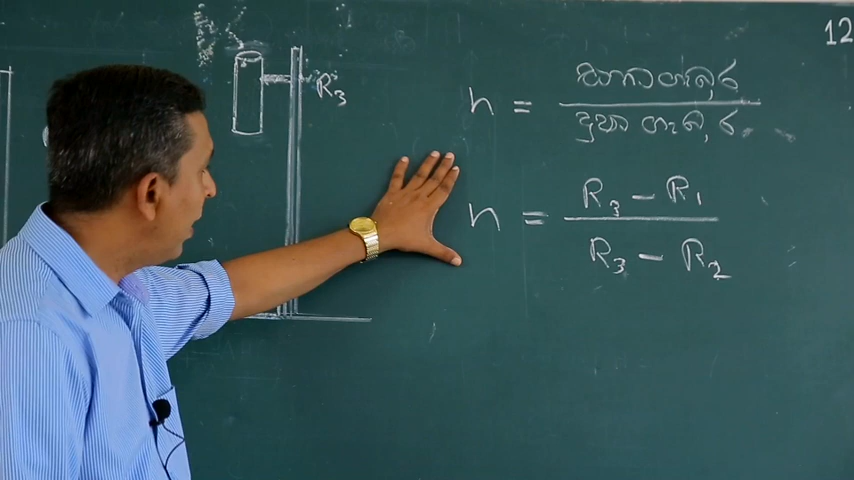 12
R₃
n = සත්‍ය ගැඹුර
දෘශ්‍ය ගැඹුර
n = R₃ − R₁
R₃ − R₂